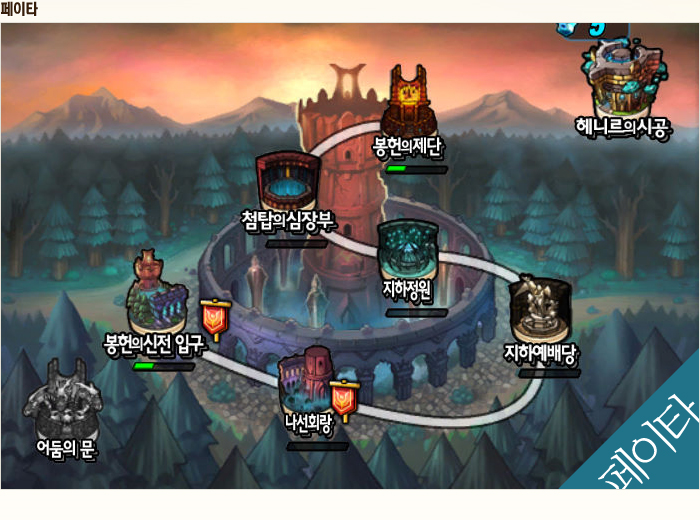 페이타
9
헤니르의시공
봉헌의제단
첨탑의심장부
지하정원
봉헌의신전 입구
지하예배당
나선회랑
어둠의 문
페이타